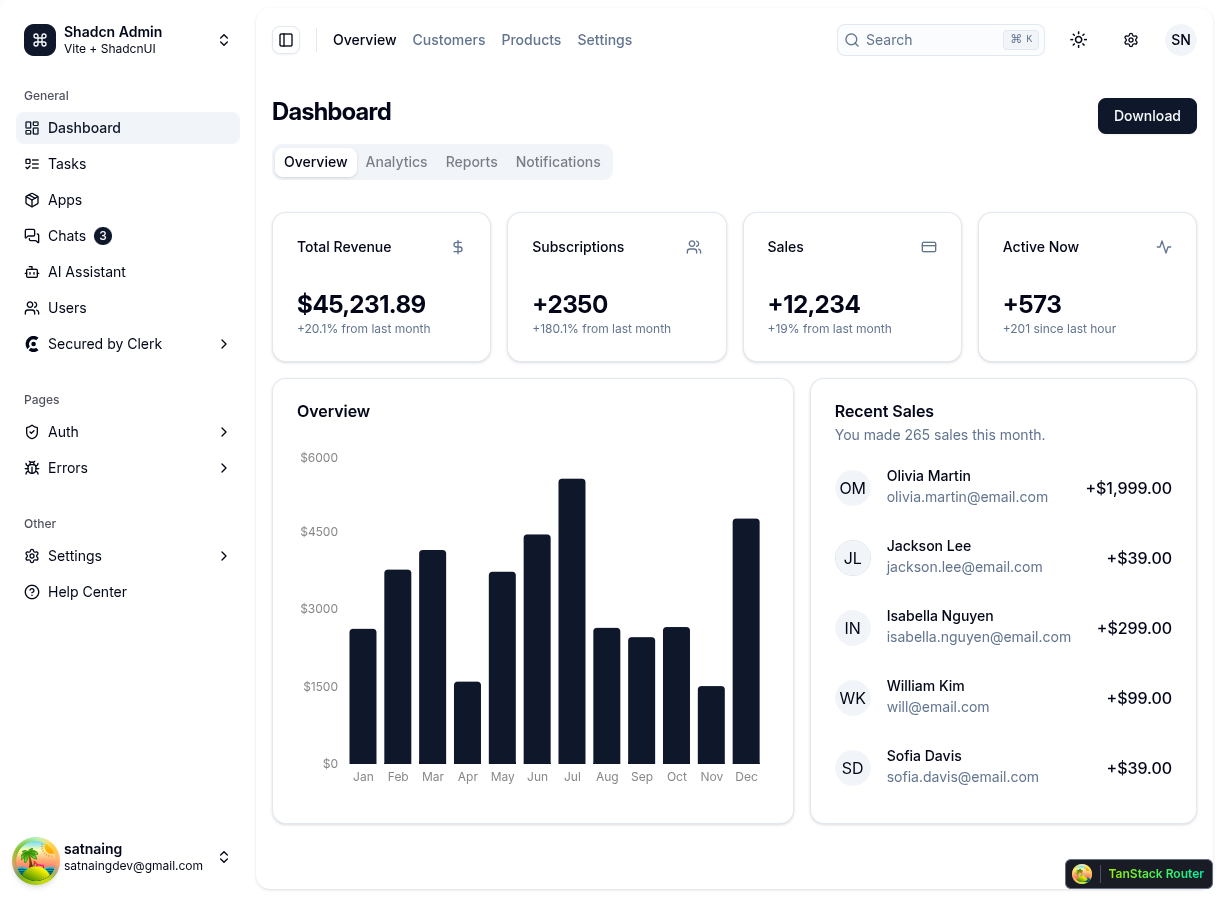 Shadcn Admin
Vite + ShadcnUI
General
Dashboard
Tasks
Apps
Chats 3
AI Assistant
Users
Secured by Clerk
Pages
Auth
Errors
Other
Settings
Help Center
satnaing
satnaingdev@gmail.com
Overview Customers Products Settings
Search ⌘ K
SN
Dashboard
Download
Overview Analytics Reports Notifications
Total Revenue
$45,231.89
+20.1% from last month
Subscriptions
+2350
+180.1% from last month
Sales
+12,234
+19% from last month
Active Now
+573
+201 since last hour
Overview
$6000
$4500
$3000
$1500
$0
Jan Feb Mar Apr May Jun Jul Aug Sep Oct Nov Dec
Recent Sales
You made 265 sales this month.
OM
Olivia Martin
olivia.martin@email.com
+$1,999.00
JL
Jackson Lee
jackson.lee@email.com
+$39.00
IN
Isabella Nguyen
isabella.nguyen@email.com
+$299.00
WK
William Kim
will@email.com
+$99.00
SD
Sofia Davis
sofia.davis@email.com
+$39.00
TanStack Router